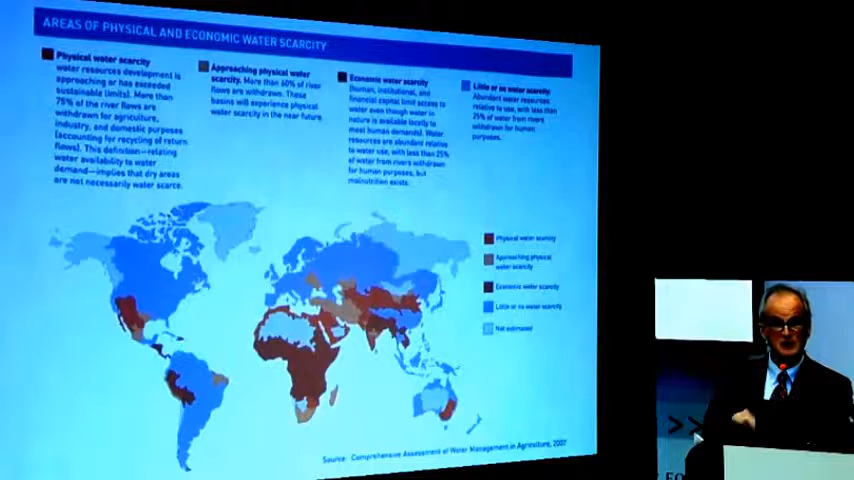 AREAS OF PHYSICAL AND ECONOMIC WATER SCARCITY
Physical water scarcity
(water resources development is
approaching or has exceeded
sustainable limits). More than
75% of the river flows are
withdrawn for agriculture,
industry, and domestic purposes
(accounting for recycling of return
flows). This definition—relating
water availability to water
demand—implies that dry areas
are not necessarily water scarce.
Approaching physical water
scarcity. More than 60% of river
flows are withdrawn. These
basins will experience physical
water scarcity in the near future.
Economic water scarcity
(human, institutional, and
financial capital limit access to
water even though water in
nature is available locally to
meet human demands). Water
resources are abundant relative
to water use, with less than 25%
of water from rivers withdrawn
for human purposes, but
malnutrition exists.
Little or no water scarcity.
Abundant water resources
relative to use, with less than
25% of water from rivers
withdrawn for human
purposes.
Physical water scarcity
Approaching physical
water scarcity
Economic water scarcity
Little or no water scarcity
Not estimated
Source: Comprehensive Assessment of Water Management in Agriculture, 2007
>>